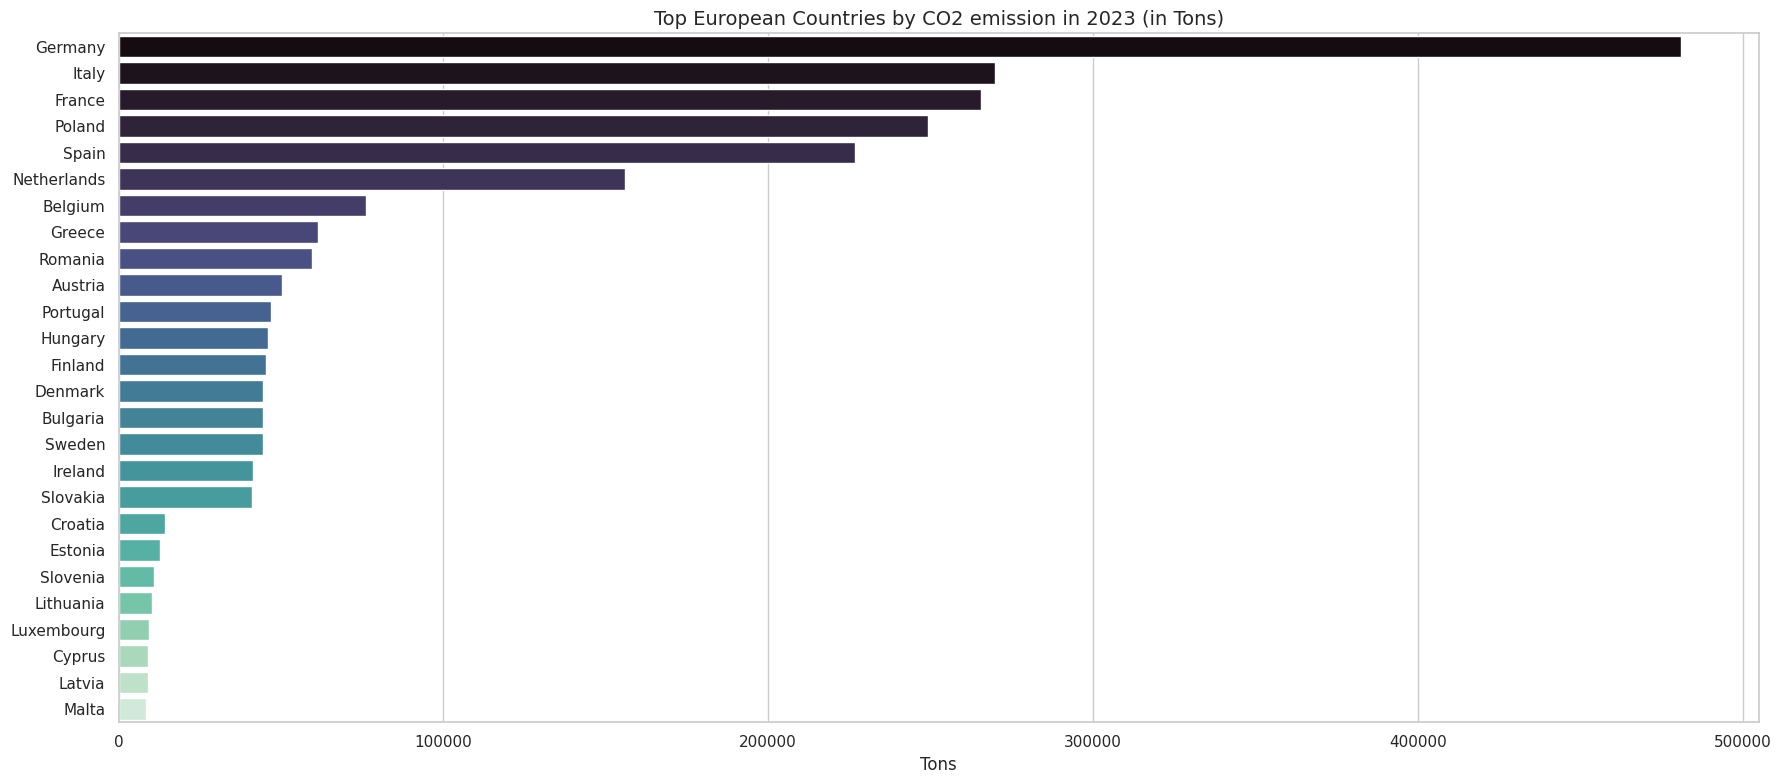 Top European Countries by CO2 emission in 2023 (in Tons)
Germany
Italy
France
Poland
Spain
Netherlands
Belgium
Greece
Romania
Austria
Portugal
Hungary
Finland
Denmark
Bulgaria
Sweden
Ireland
Slovakia
Croatia
Estonia
Slovenia
Lithuania
Luxembourg
Cyprus
Latvia
Malta
0 100000 200000 300000 400000 500000
Tons